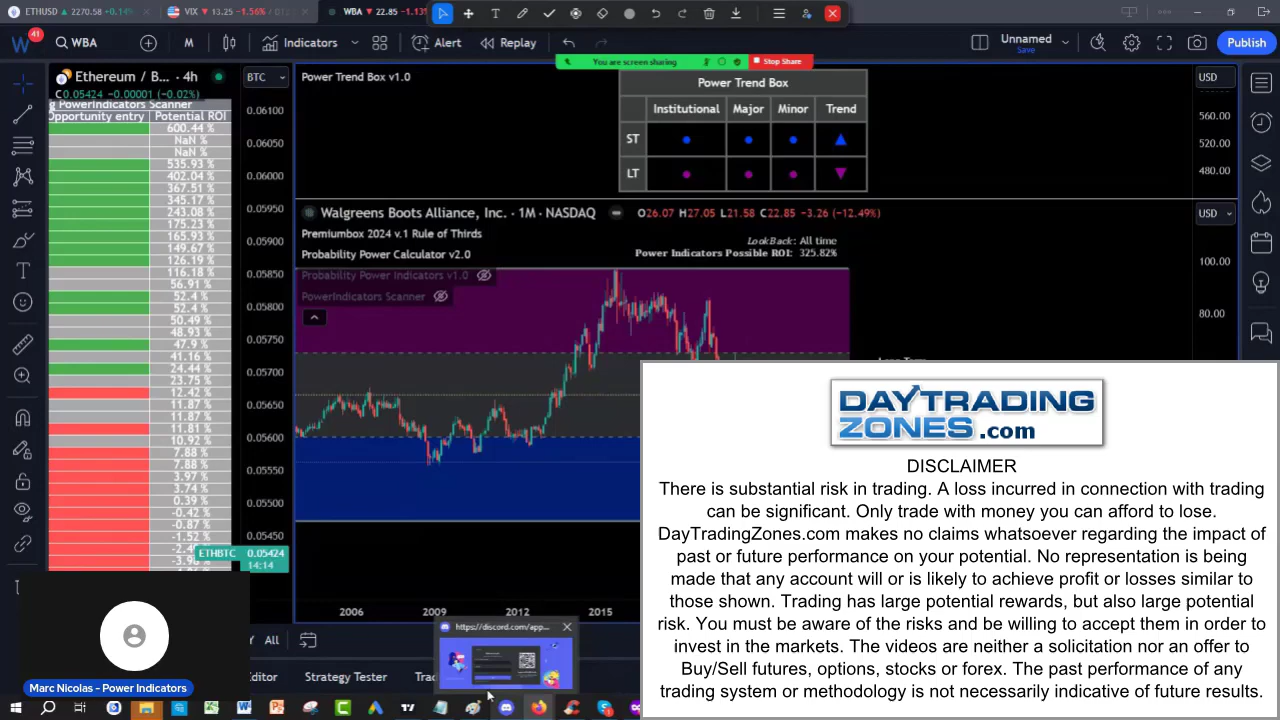 ETHUSD ▲ 2270.58 +0.14%
VIX ▼ 13.25 −1.56%
WBA ▼ 22.85 −1.13%
41
WBA
M
Indicators
Alert
Replay
Unnamed
Save
Publish
Ethereum / B... · 4h
BTC
C0.05424 −0.00001 (−0.02%)
g PowerIndicators Scanner
Opportunity entry
Potential ROI
600.44 %
NaN %
NaN %
535.93 %
402.04 %
367.51 %
345.17 %
243.08 %
175.23 %
165.93 %
149.67 %
126.19 %
116.18 %
56.91 %
52.4 %
52.4 %
50.49 %
48.93 %
47.9 %
41.16 %
24.44 %
23.75 %
12.42 %
11.87 %
11.87 %
11.81 %
10.92 %
7.88 %
7.88 %
3.97 %
3.74 %
0.39 %
-0.42 %
-0.87 %
-1.52 %
0.06100
0.06050
0.06000
0.05950
0.05900
0.05850
0.05800
0.05750
0.05700
0.05650
0.05600
0.05550
0.05500
0.05450
ETHBTC 0.05424
14:14
Power Trend Box v1.0
You are screen sharing
Stop Share
Power Trend Box
Institutional Major Minor Trend
ST
LT
USD
560.00
520.00
480.00
Walgreens Boots Alliance, Inc. · 1M · NASDAQ
O26.07 H27.05 L21.58 C22.85 −3.26 (−12.49%)
USD
Premiumbox 2024 v.1 Rule of Thirds
Probability Power Calculator v2.0
LookBack: All time
Power Indicators Possible ROI: 325.82%
Probability Power Indicators v1.0
PowerIndicators Scanner
100.00
80.00
2006
2009
2012
2015
https://discord.com/app...
All
Strategy Tester
Marc Nicolas - Power Indicators
DAYTRADING
ZONES.com
DISCLAIMER
There is substantial risk in trading. A loss incurred in connection with trading
can be significant. Only trade with money you can afford to lose.
DayTradingZones.com makes no claims whatsoever regarding the impact of
past or future performance on your potential. No representation is being
made that any account will or is likely to achieve profit or losses similar to
those shown. Trading has large potential rewards, but also large potential
risk. You must be aware of the risks and be willing to accept them in order to
invest in the markets. The videos are neither a solicitation nor an offer to
Buy/Sell futures, options, stocks or forex. The past performance of any
trading system or methodology is not necessarily indicative of future results.